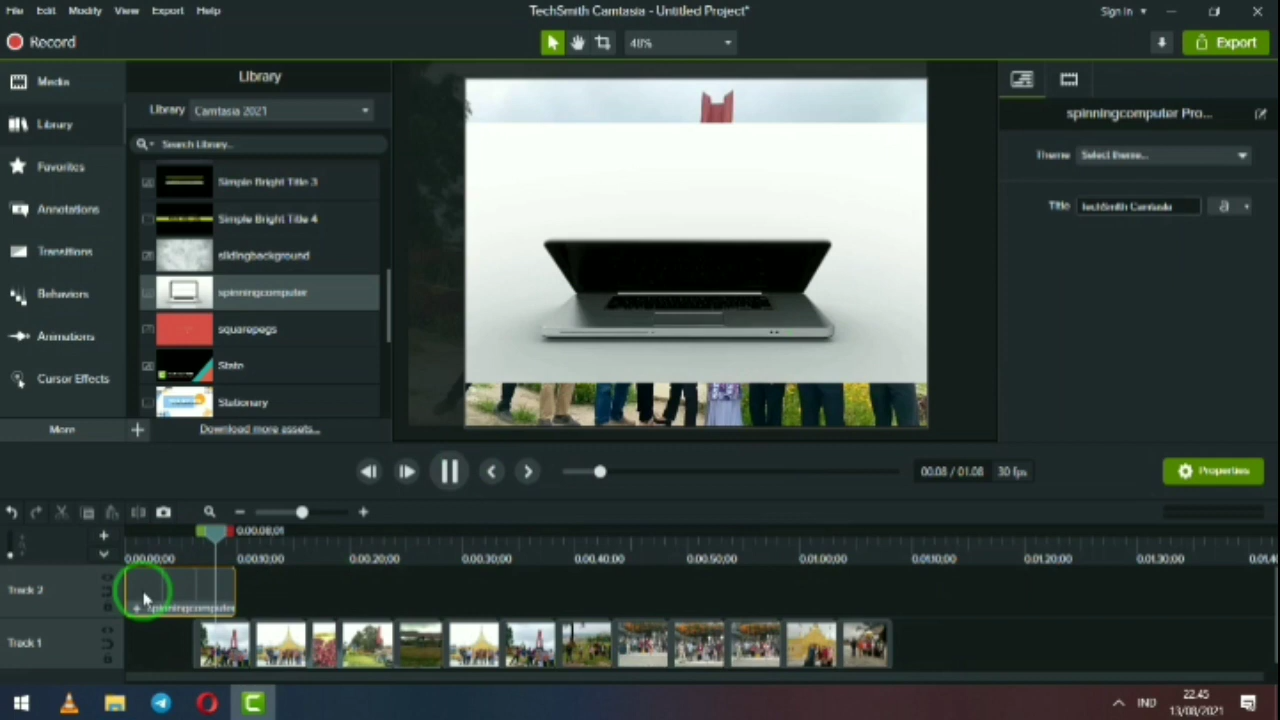 File Edit Modify View Export Help
TechSmith Camtasia - Untitled Project*
Sign in
Record
48%
Export
Media
Library
Favorites
Annotations
Transitions
Behaviors
Animations
Cursor Effects
More
Library
Library Camtasia 2021
Search Library...
Simple Bright Title 3
Simple Bright Title 4
slidingbackground
spinningcomputer
squarepegs
Slate
Stationary
Download more assets...
spinningcomputer Pro...
Theme Select theme...
Title TechSmith Camtasia a
00:08 / 01:08 30 fps
Properties
0:00:08;01
0:00:00;00 0:00:10;00 0:00:20;00 0:00:30;00 0:00:40;00 0:00:50;00 0:01:00;00 0:01:10;00 0:01:20;00 0:01:30;00
Track 2
+ spinningcomputer
Track 1
IND
22.45
13/08/2021